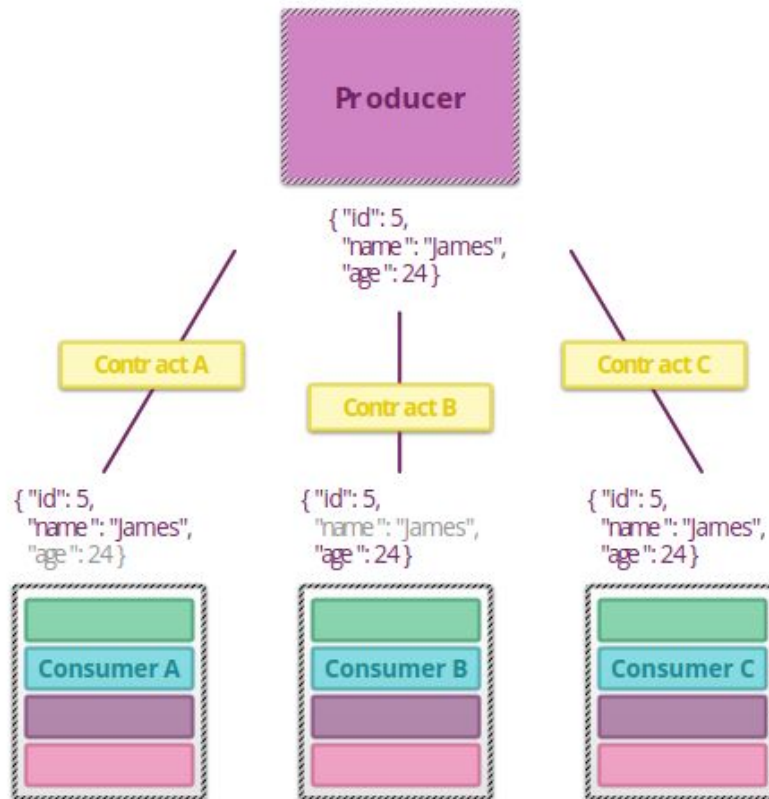 Producer
{ "id": 5,
"name": "James",
"age": 24 }
Contract A
Contract B
Contract C
{ "id": 5,
"name": "James",
"age": 24 }
{ "id": 5,
"name": "James",
"age": 24 }
{ "id": 5,
"name": "James",
"age": 24 }
Consumer A
Consumer B
Consumer C